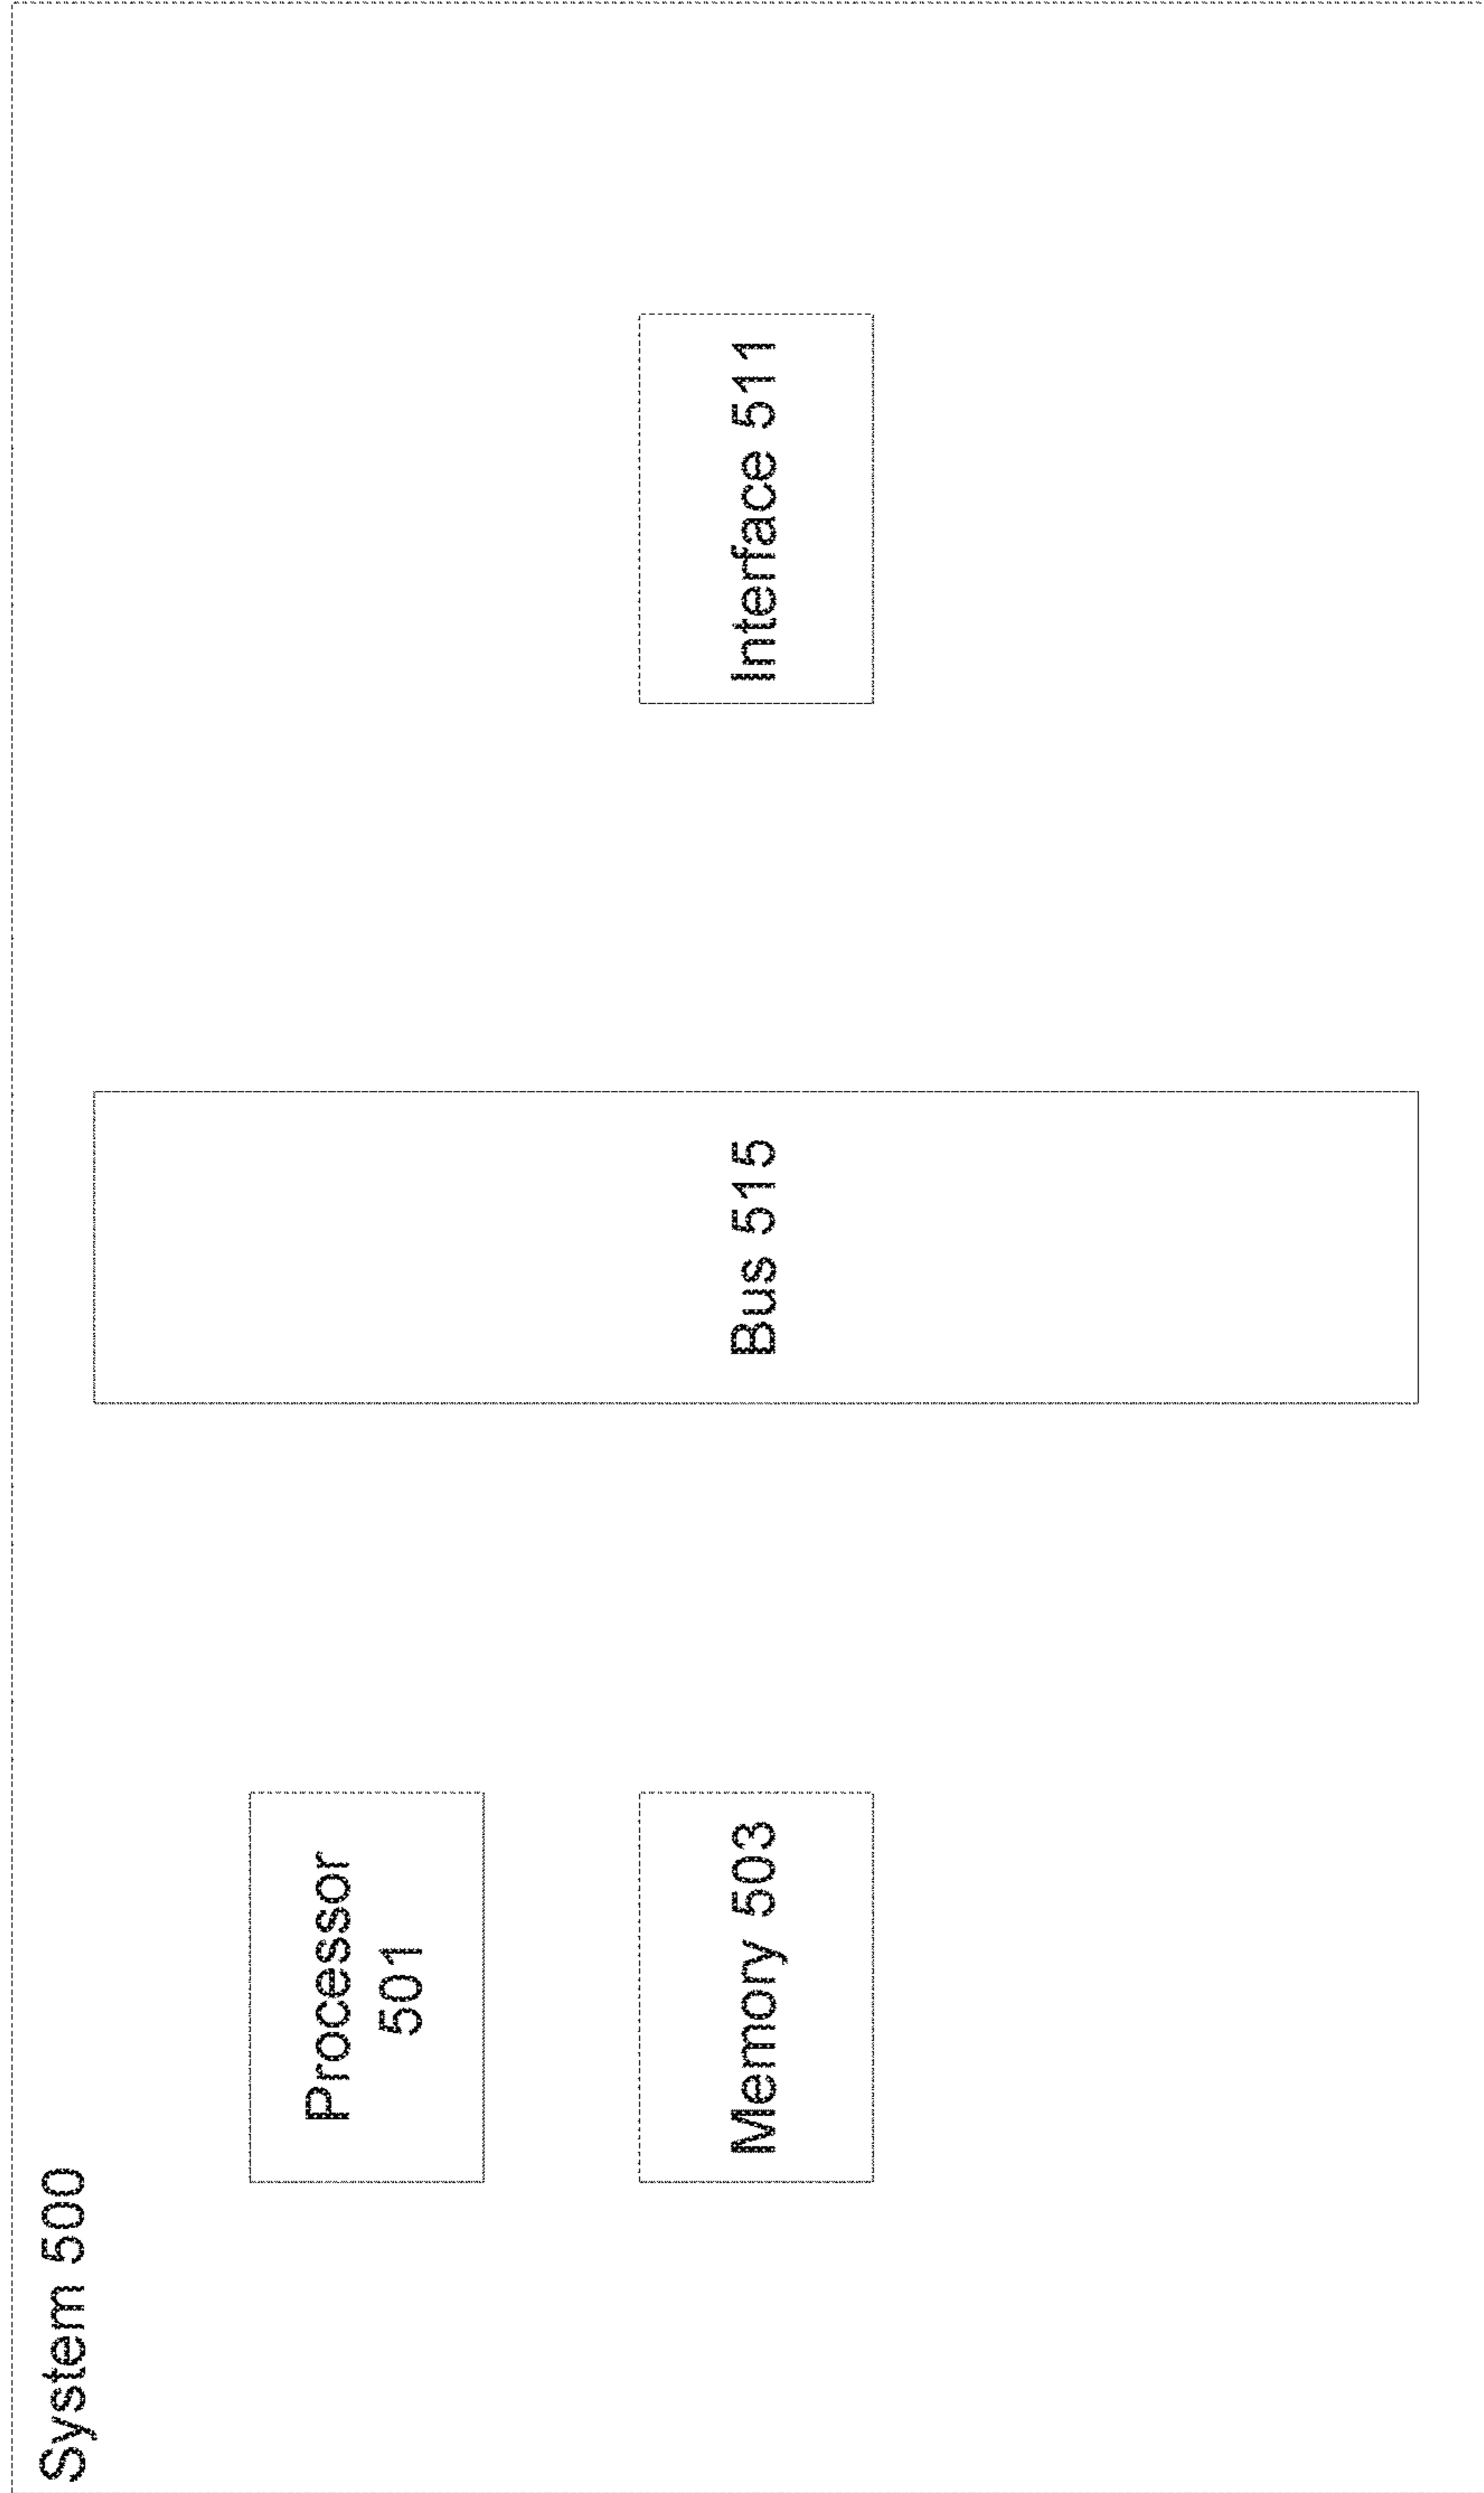 System 500
Processor
501
Memory 503
Bus 515
Interface 511